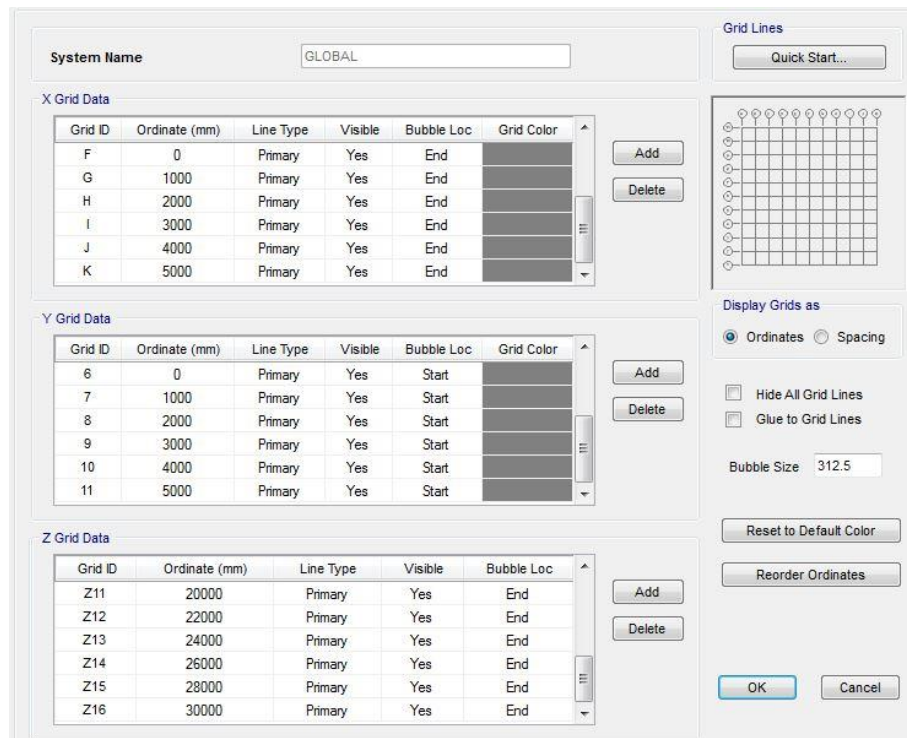 System Name GLOBAL
Grid Lines
Quick Start...
X Grid Data
Grid ID Ordinate (mm) Line Type Visible Bubble Loc Grid Color
F 0 Primary Yes End
G 1000 Primary Yes End
H 2000 Primary Yes End
I 3000 Primary Yes End
J 4000 Primary Yes End
K 5000 Primary Yes End
Add
Delete
Y Grid Data
Grid ID Ordinate (mm) Line Type Visible Bubble Loc Grid Color
6 0 Primary Yes Start
7 1000 Primary Yes Start
8 2000 Primary Yes Start
9 3000 Primary Yes Start
10 4000 Primary Yes Start
11 5000 Primary Yes Start
Add
Delete
Display Grids as
Ordinates Spacing
Hide All Grid Lines
Glue to Grid Lines
Bubble Size 312.5
Z Grid Data
Grid ID Ordinate (mm) Line Type Visible Bubble Loc
Z11 20000 Primary Yes End
Z12 22000 Primary Yes End
Z13 24000 Primary Yes End
Z14 26000 Primary Yes End
Z15 28000 Primary Yes End
Z16 30000 Primary Yes End
Add
Delete
Reset to Default Color
Reorder Ordinates
OK Cancel